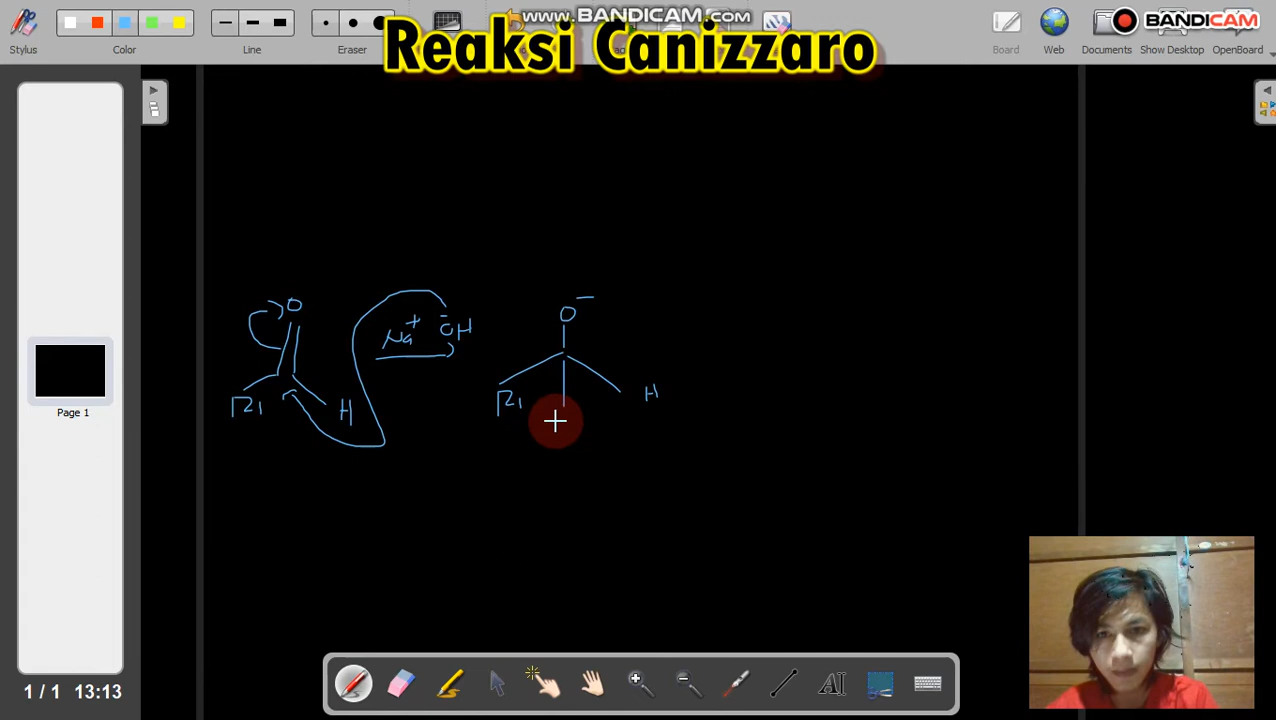 www.BANDICAM.com
BANDICAM
Reaksi Canizzaro
Stylus
Color
Line
Eraser
Board
Web
Documents
Show Desktop
OpenBoard
Page 1
O
Na+ -OH
R1
H
O-
R1
H
1 / 1 13:13
AI